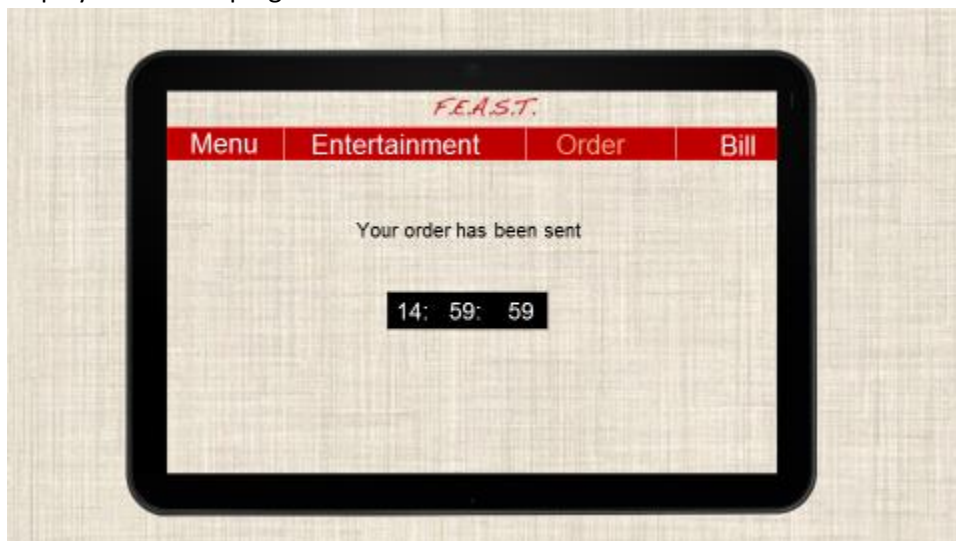 F.E.A.S.T.
Menu Entertainment Order Bill
Your order has been sent
14: 59: 59